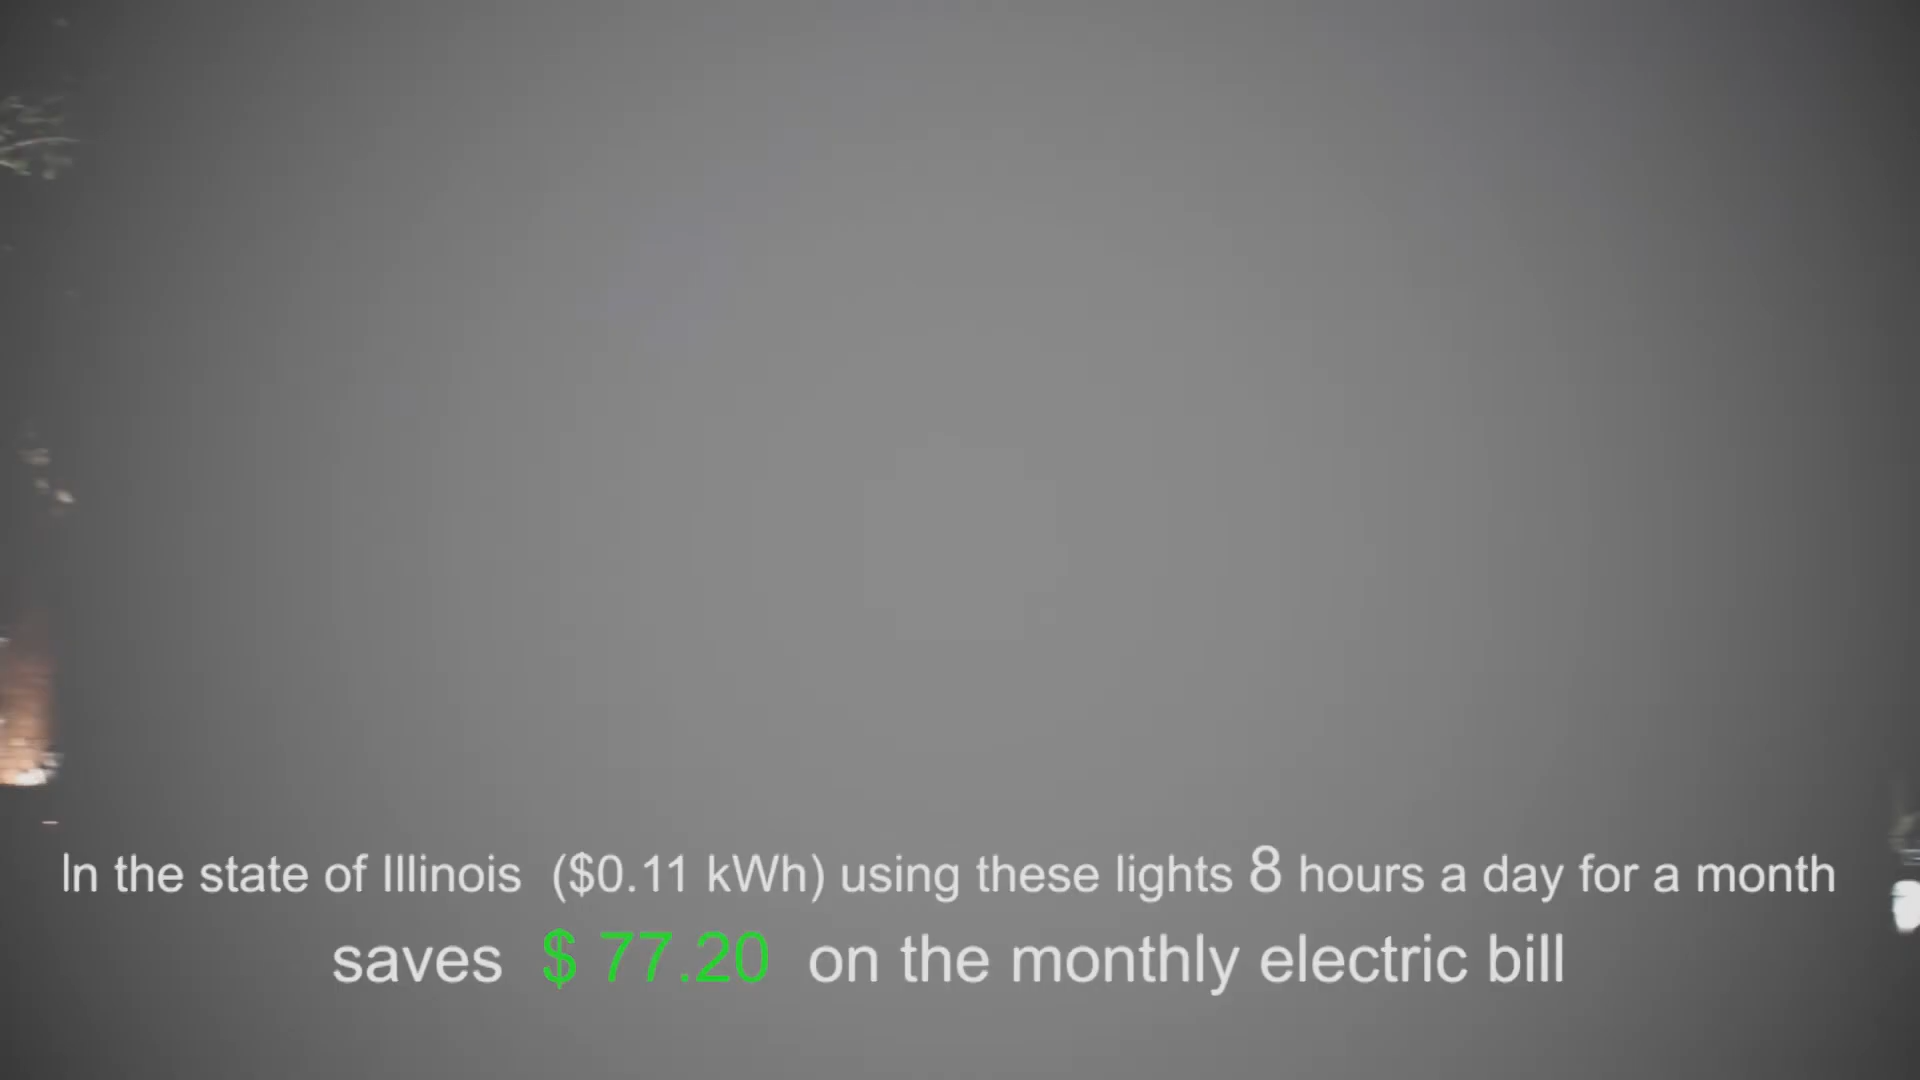 In the state of Illinois ($0.11 kWh) using these lights 8 hours a day for a month
saves $ 77.20 on the monthly electric bill